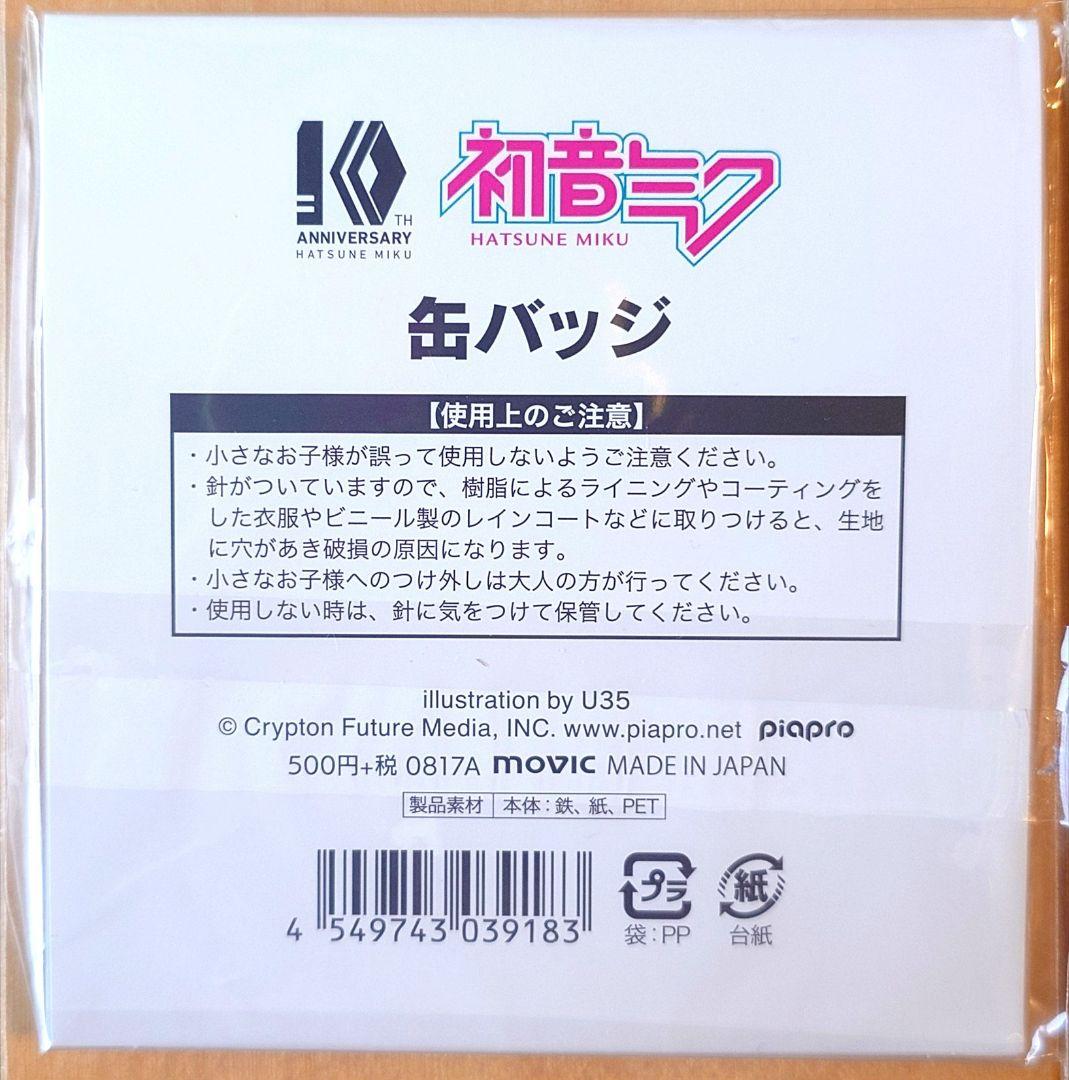 10TH
ANNIVERSARY
HATSUNE MIKU
初音ミク
HATSUNE MIKU
缶バッジ
【使用上のご注意】
・小さなお子様が誤って使用しないようご注意ください。
・針がついていますので、樹脂によるライニングやコーティングを
した衣服やビニール製のレインコートなどに取りつけると、生地
に穴があき破損の原因になります。
・小さなお子様へのつけ外しは大人の方が行ってください。
・使用しない時は、針に気をつけて保管してください。
illustration by U35
© Crypton Future Media, INC. www.piapro.net piapro
500円+税 0817A movic MADE IN JAPAN
製品素材 本体：鉄、紙、PET
4 549743 039183
プラ
袋：PP
紙
台紙